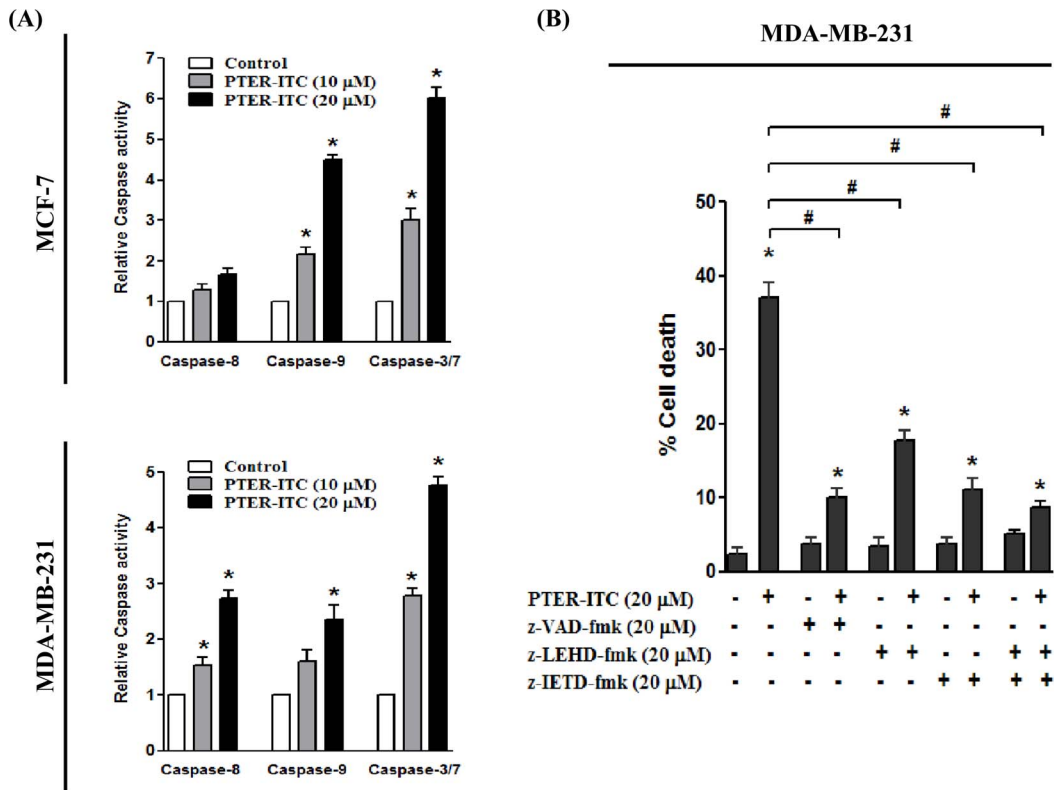 (A)
MCF-7
Relative Caspase activity
7
6
5
4
3
2
1
0
Control
PTER-ITC (10 μM)
PTER-ITC (20 μM)
* * * *
Caspase-8 Caspase-9 Caspase-3/7
MDA-MB-231
Relative Caspase activity
5
4
3
2
1
0
Control
PTER-ITC (10 μM)
PTER-ITC (20 μM)
* * * * *
Caspase-8 Caspase-9 Caspase-3/7
(B)
MDA-MB-231
#
#
#
#
% Cell death
50
40
30
20
10
0
* * * * *
PTER-ITC (20 μM) - + - + - + - + - +
z-VAD-fmk (20 μM) - - + + - - - - - -
z-LEHD-fmk (20 μM) - - - - + + - - + +
z-IETD-fmk (20 μM) - - - - - - + + + +